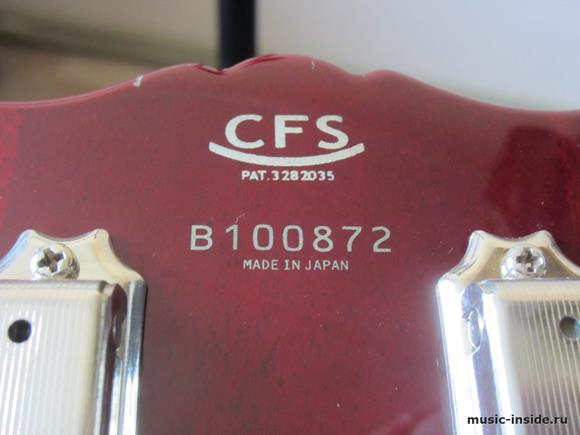 CFS
PAT.3282035
B100872
MADE IN JAPAN
music-inside.ru